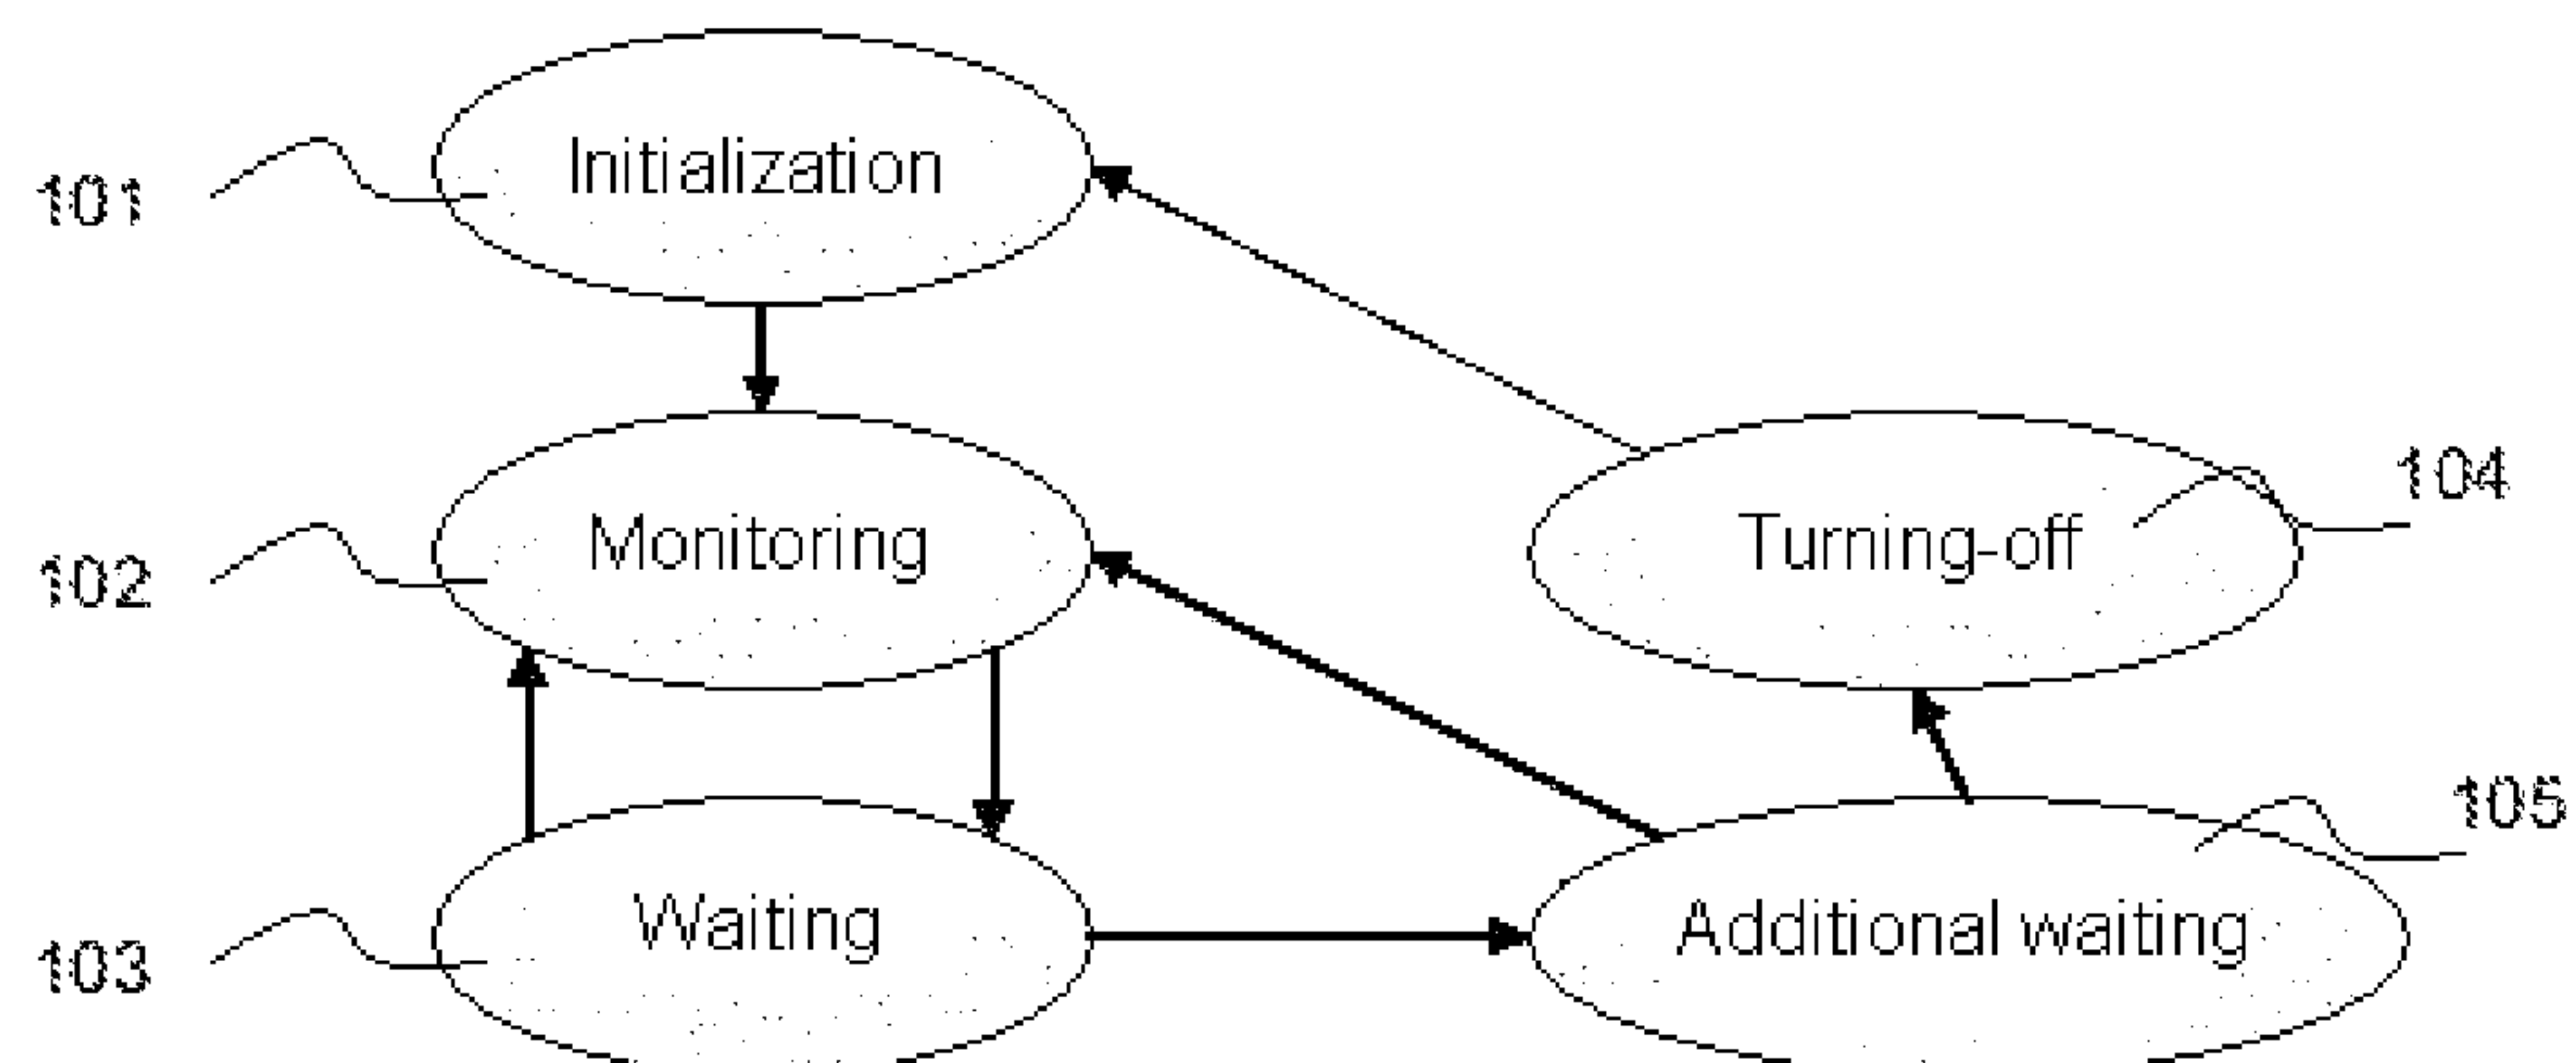 Initialization
101
Monitoring
102
Turning-off
104
Waiting
103
Additional waiting
105